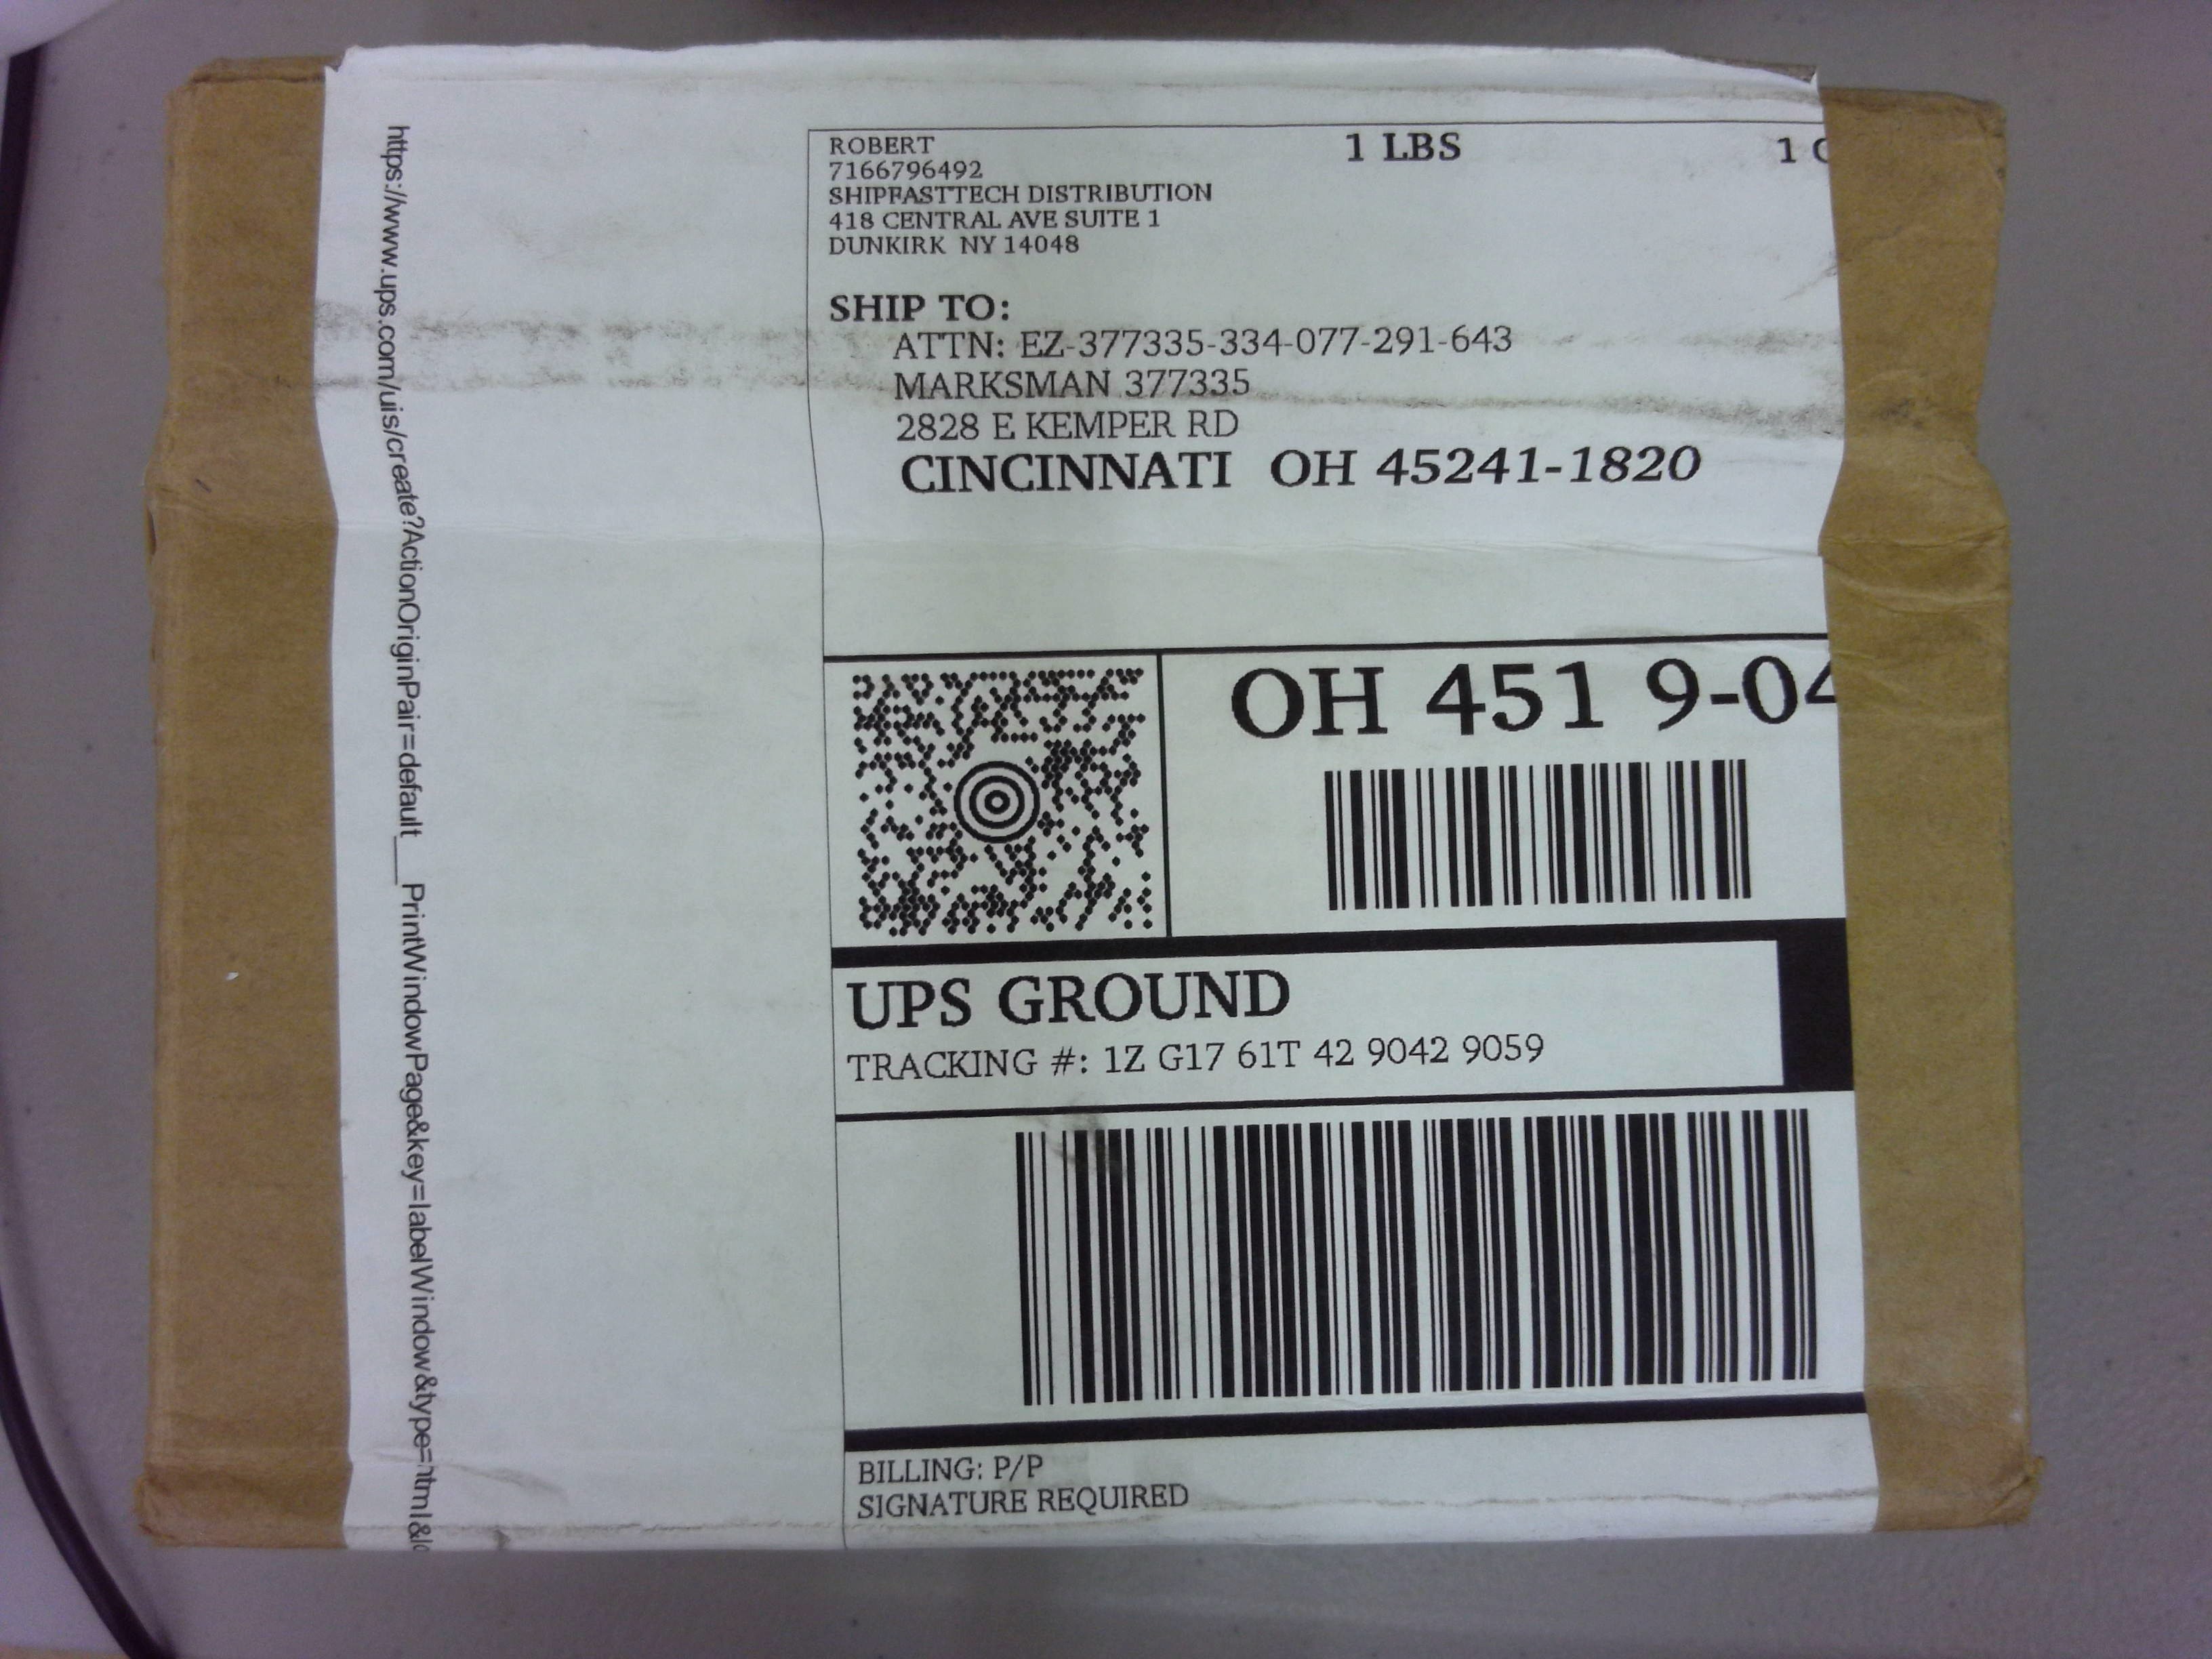 ROBERT
7166796492
SHIPFASTTECH DISTRIBUTION
418 CENTRAL AVE SUITE 1
DUNKIRK NY 14048
1 LBS
1
SHIP TO:
ATTN: EZ-377335-334-077-291-643
MARKSMAN 377335
2828 E KEMPER RD
CINCINNATI OH 45241-1820
OH 451 9-04
UPS GROUND
TRACKING #: 1Z G17 61T 42 9042 9059
BILLING: P/P
SIGNATURE REQUIRED
https://www.ups.com/uis/create?ActionOriginPair=default___PrintWindowPage&key=labelWindow&type=html&lo